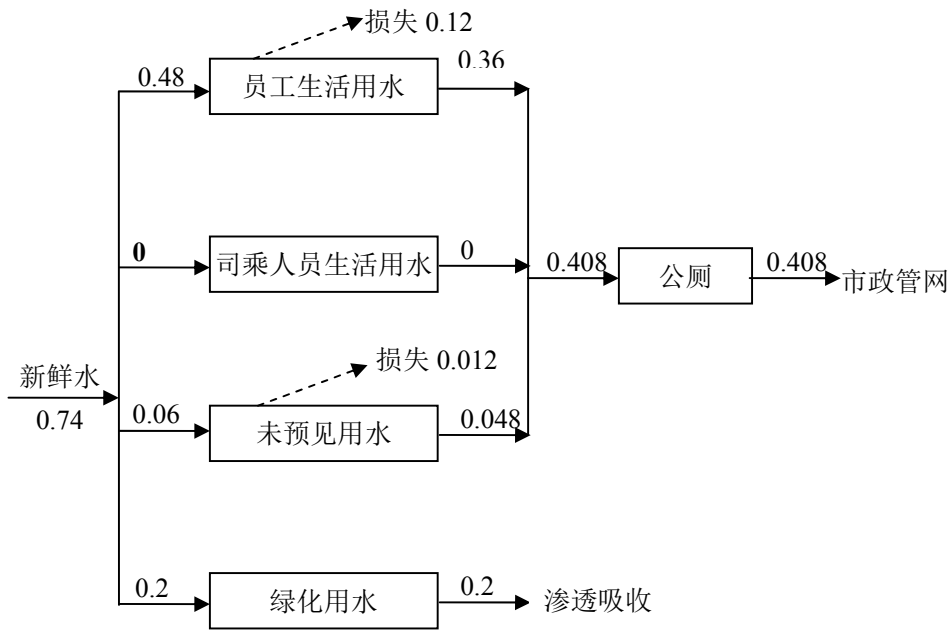 损失 0.12
0.48
员工生活用水
0.36
0
司乘人员生活用水
0
0.408
公厕
0.408
市政管网
新鲜水
0.74
损失 0.012
0.06
未预见用水
0.048
0.2
绿化用水
0.2
渗透吸收